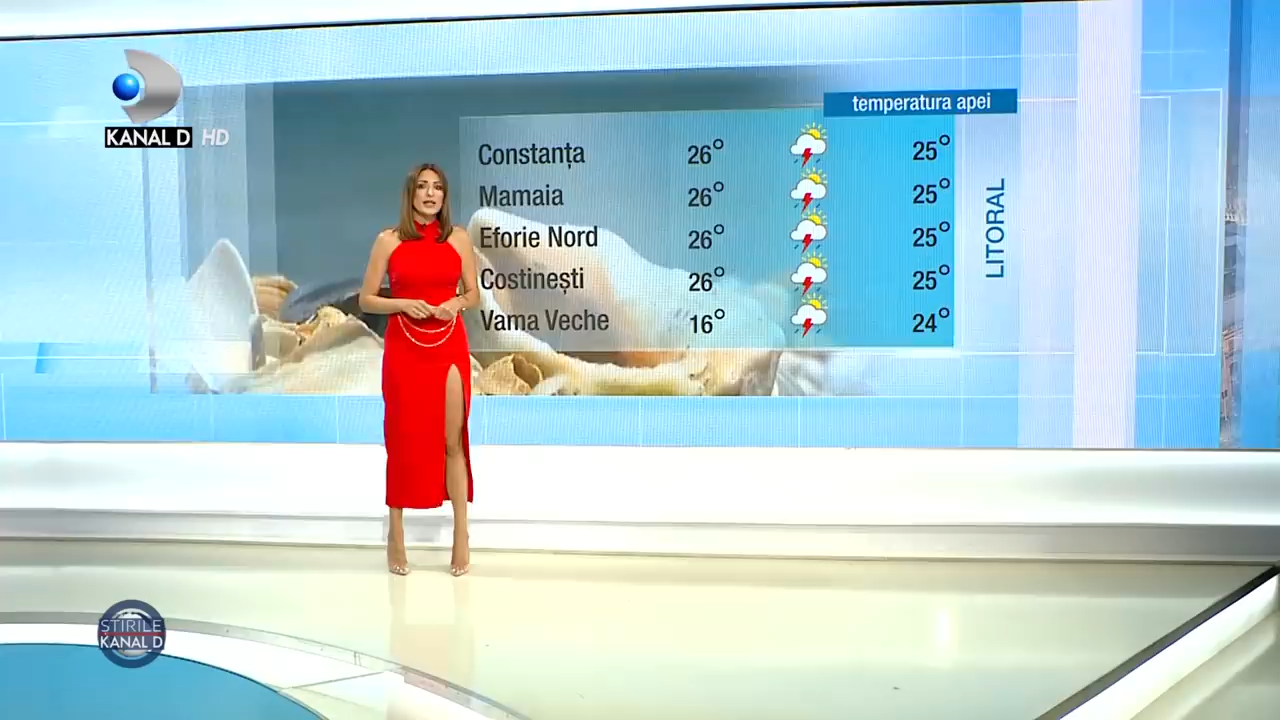 KANAL D HD
temperatura apei
Constanța 26° 25°
Mamaia 26° 25°
Eforie Nord 26° 25°
Costinești 26° 25°
Vama Veche 16° 24°
LITORAL
ȘTIRILE
KANAL D